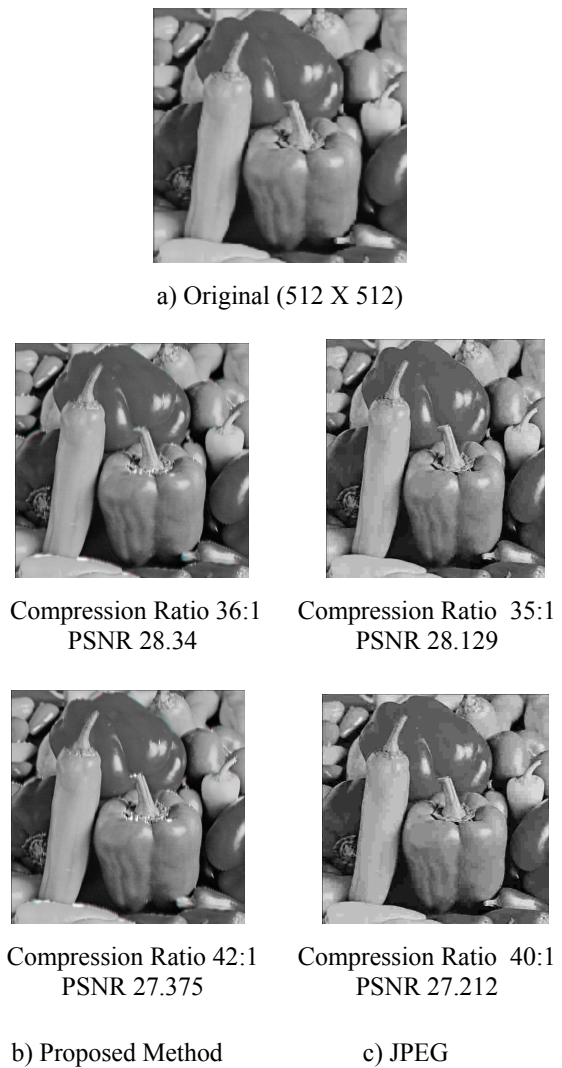 a) Original (512 X 512)
Compression Ratio 36:1
PSNR 28.34
Compression Ratio 35:1
PSNR 28.129
Compression Ratio 42:1
PSNR 27.375
Compression Ratio 40:1
PSNR 27.212
b) Proposed Method
c) JPEG